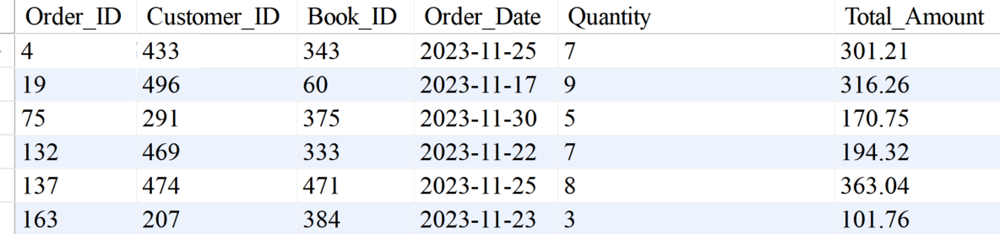 Order_ID Customer_ID Book_ID Order_Date Quantity Total_Amount
4 433 343 2023-11-25 7 301.21
19 496 60 2023-11-17 9 316.26
75 291 375 2023-11-30 5 170.75
132 469 333 2023-11-22 7 194.32
137 474 471 2023-11-25 8 363.04
163 207 384 2023-11-23 3 101.76